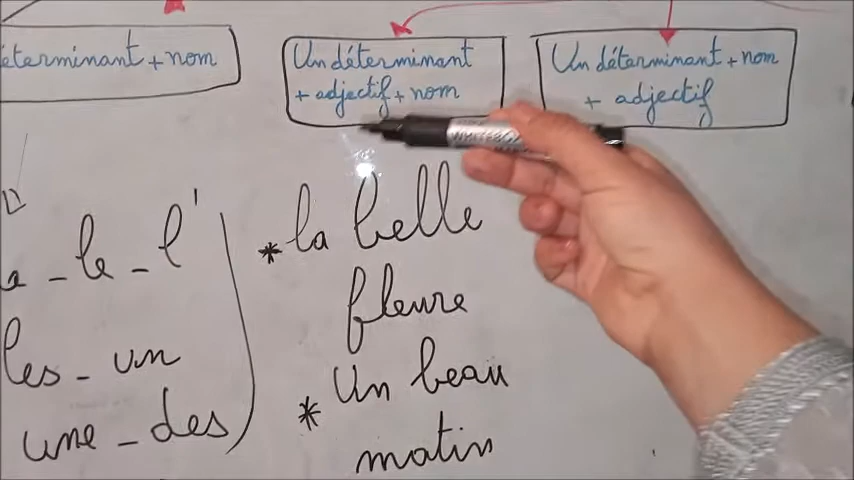 éterminant + nom
Un déterminant
+ adjectif + nom
Un déterminant + nom
+ adjectif
WHITEBO
a - le - l'
les - un
une - des
* la belle
fleure
* un beau
matin